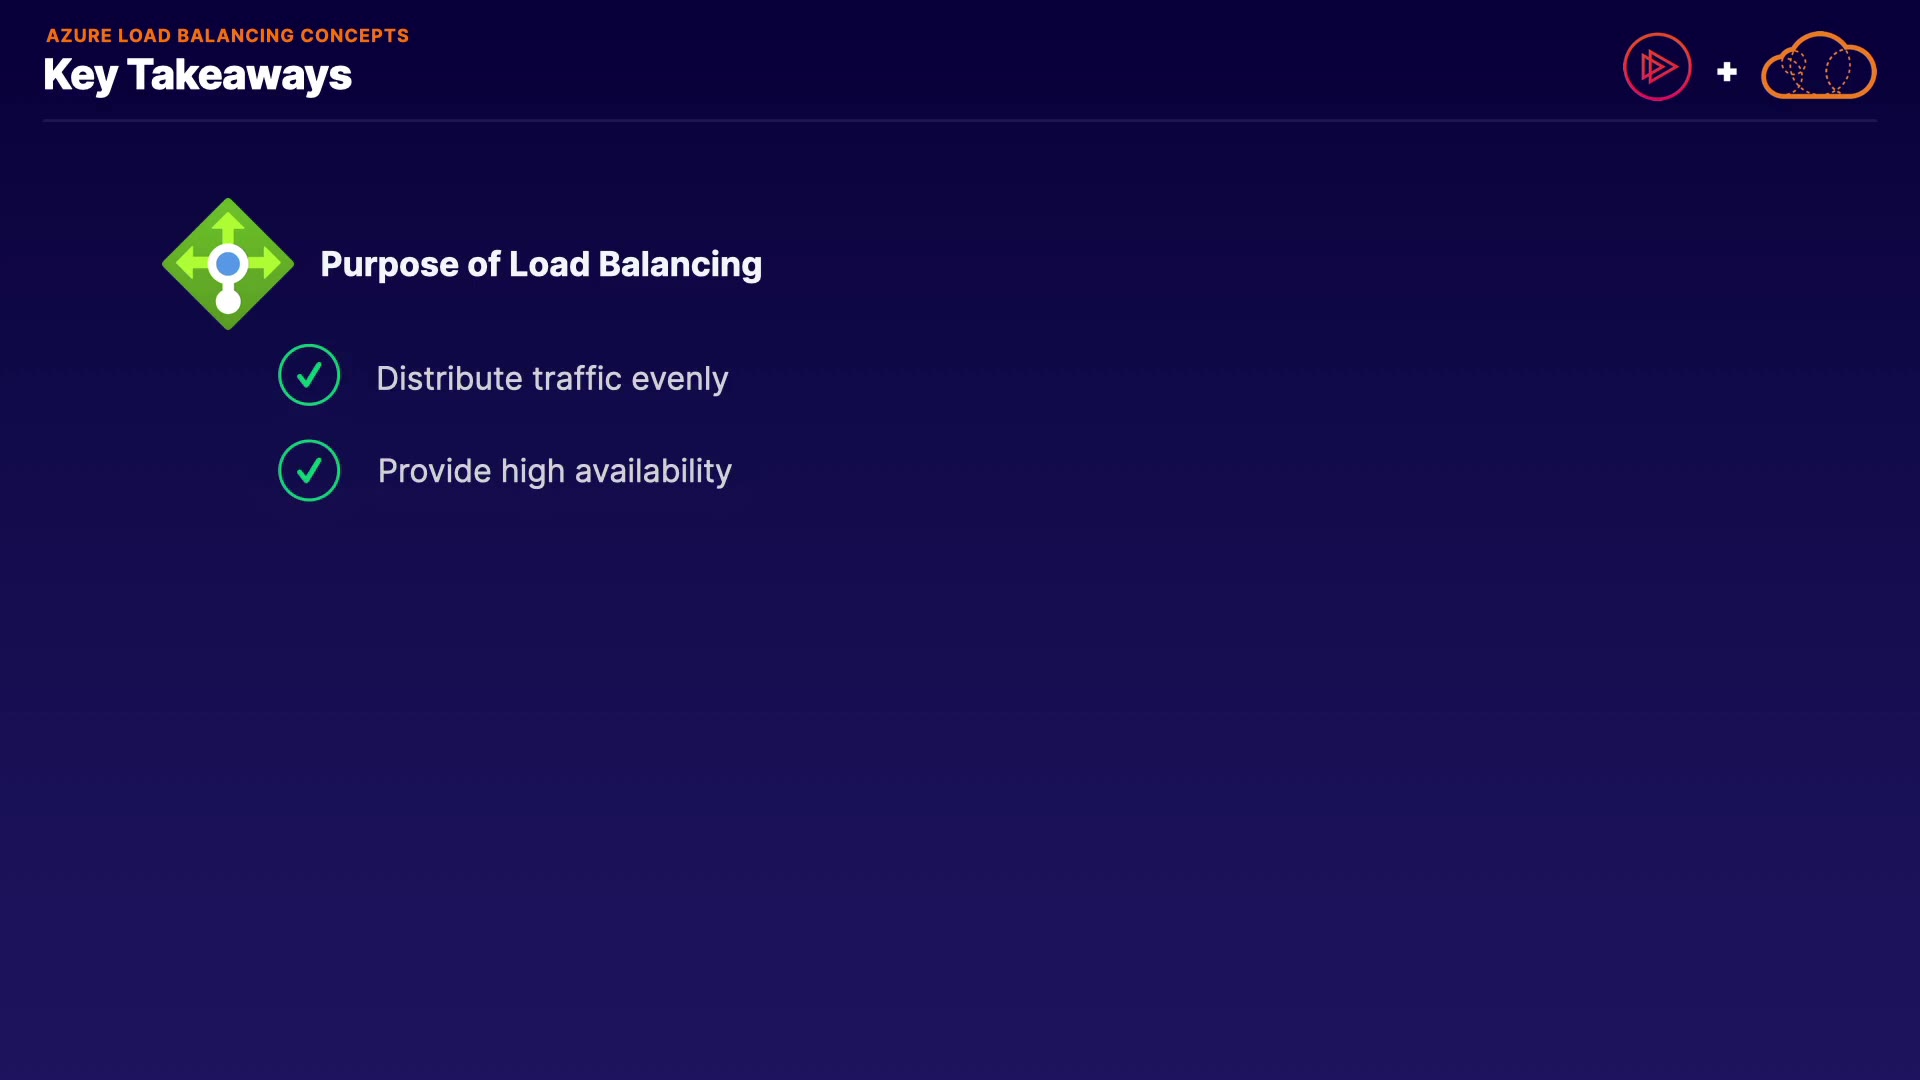 AZURE LOAD BALANCING CONCEPTS
Key Takeaways
Purpose of Load Balancing
Distribute traffic evenly
Provide high availability